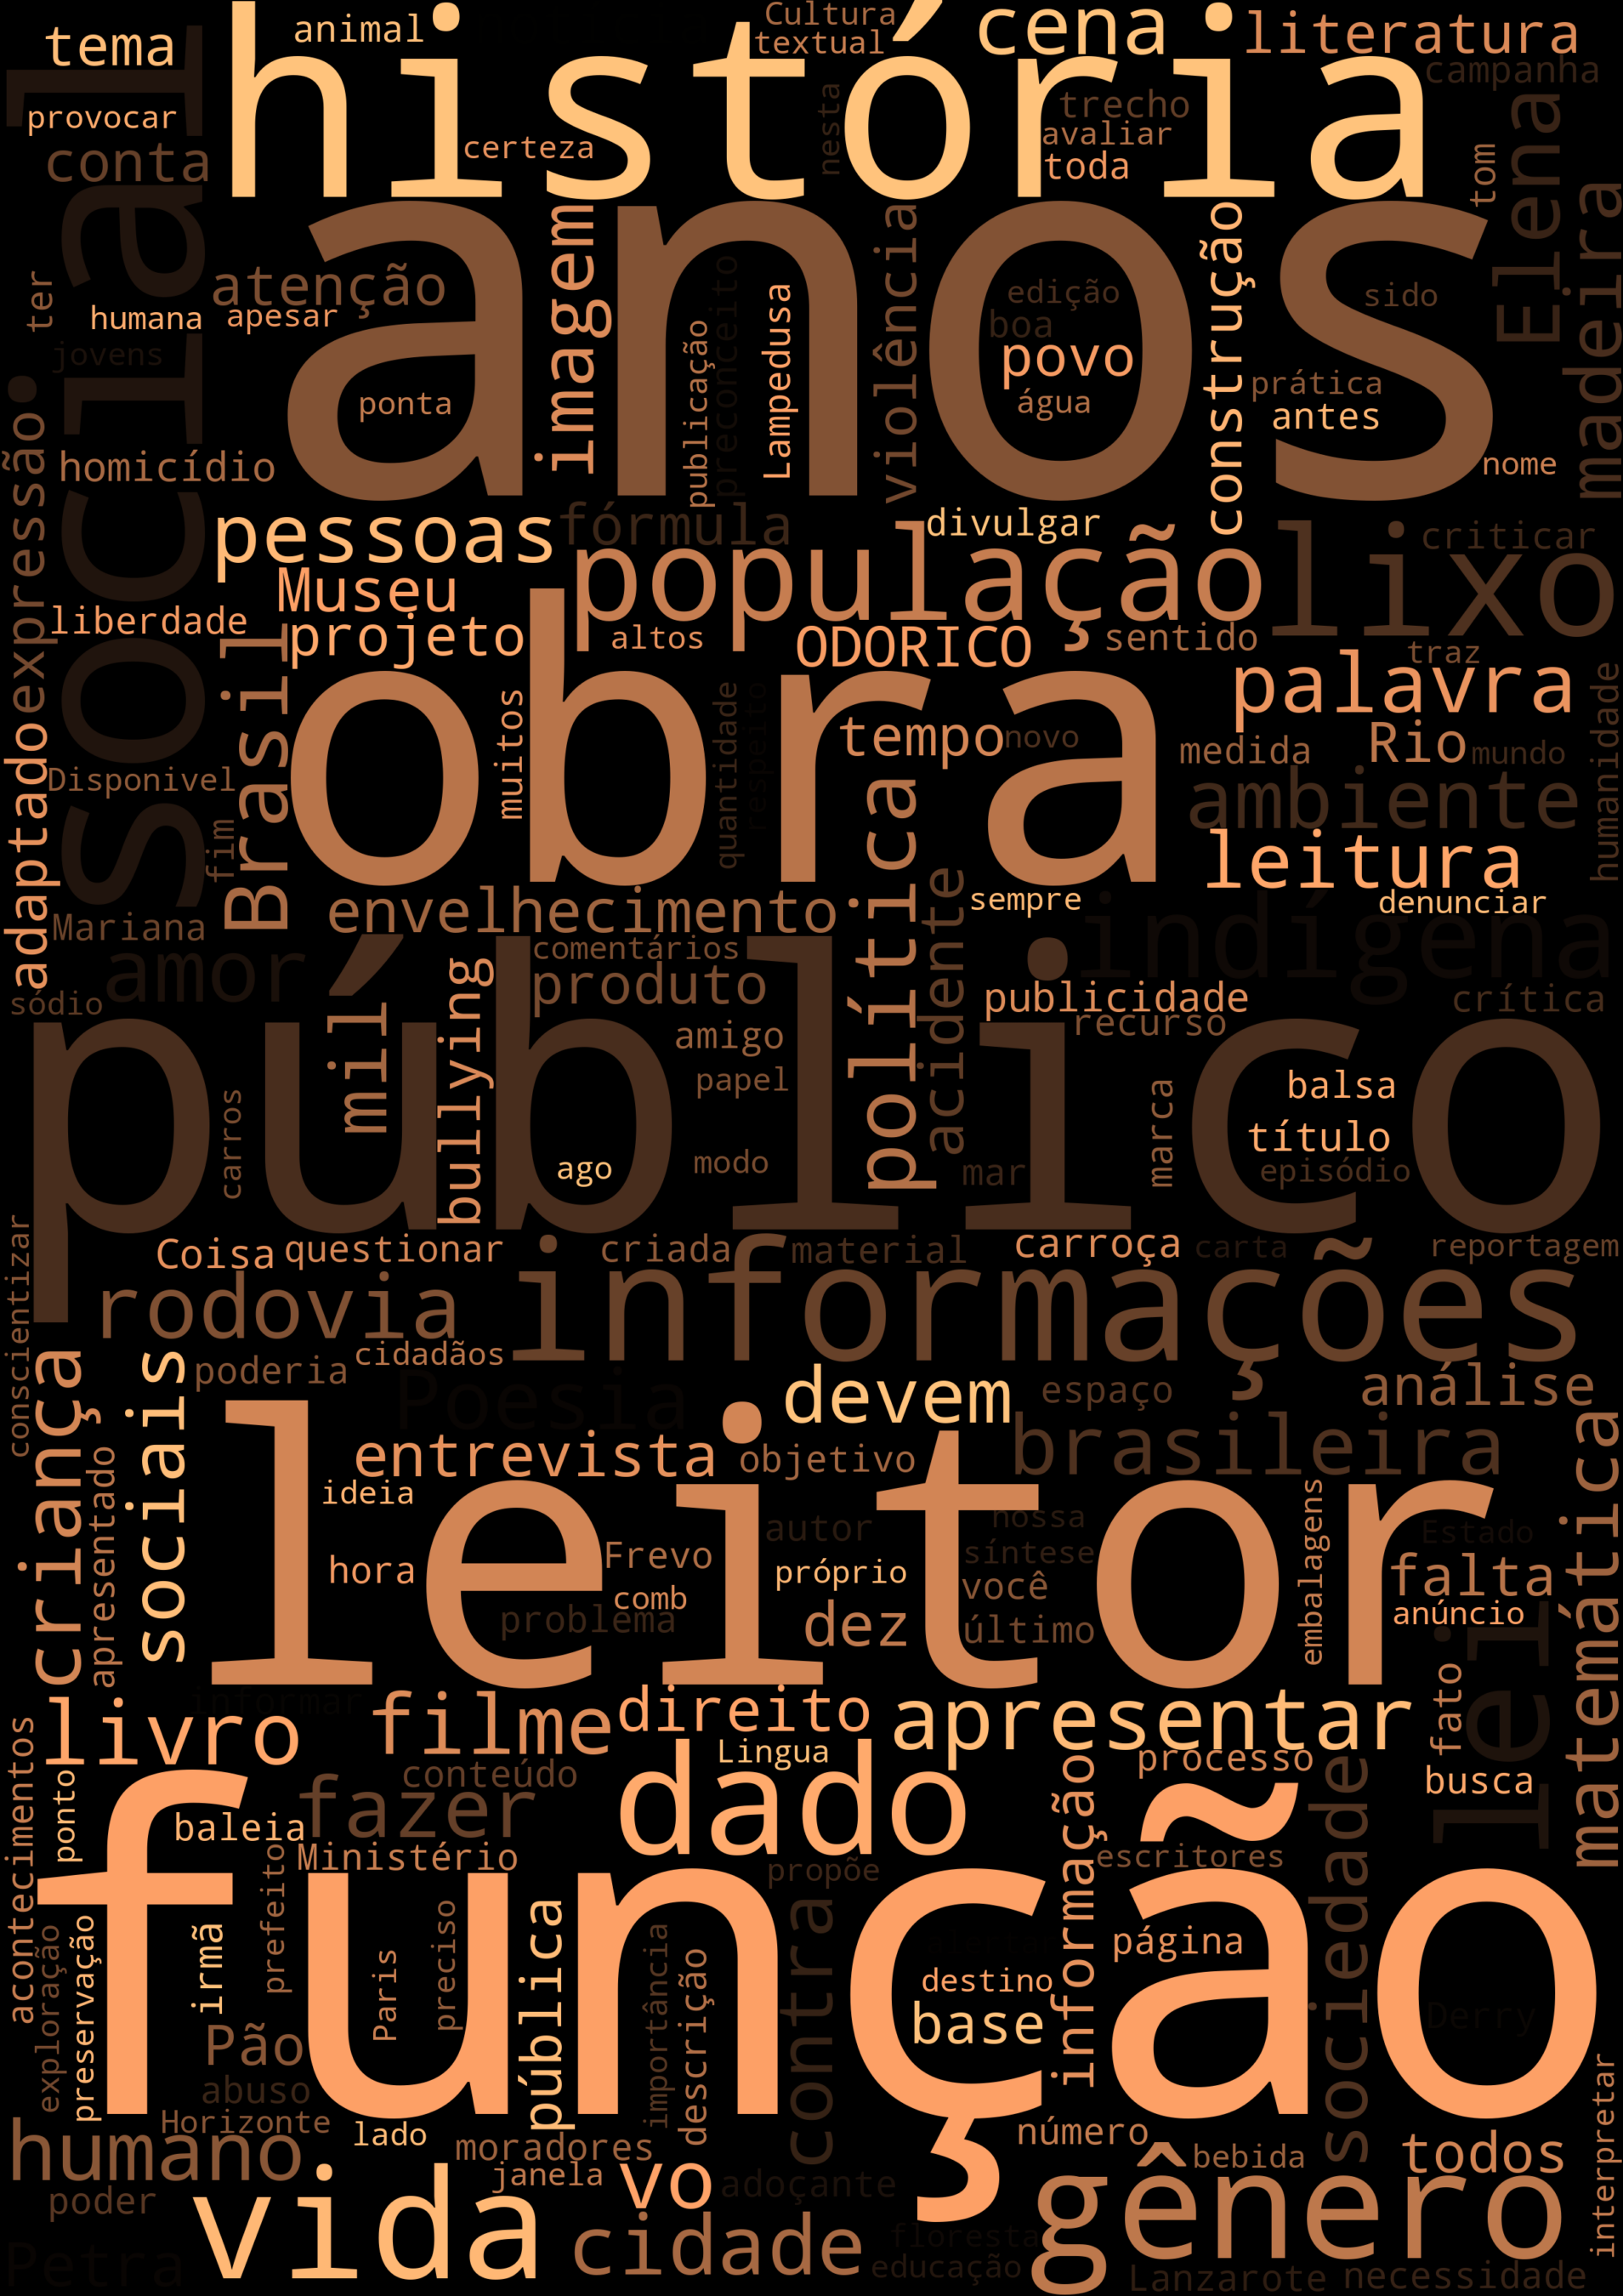 Cultura
tema
animal
textual
cena
literatura
história
campanha
provocar
conta
certeza
nesta
trecho
avaliar
toda
tom
Elena
madeira
social
anos
imagem
violência
construção
atenção
ter
humana
apesar
jovens
ponta
publicação
preconceito
Lampedusa
edição
boa
povo
água
sido
prática
antes
nome
homicídio
expressão
pessoas
fórmula
divulgar
população
lixo
criticar
Museu
liberdade
projeto
altos
ODORICO
sentido
traz
Brasil
obra
palavra
humanidade
muitos
quantidade
respeito
tempo
novo
medida
Rio
mundo
Disponivel
adaptado
fim
política
ambiente
leitura
Mariana
envelhecimento
acidente
sempre
denunciar
indígena
amor
comentários
produto
bullying
mil
sódio
publicidade
recurso
crítica
público
amigo
papel
carros
ago
modo
mar
marca
balsa
título
episódio
conscientizar
Coisa
questionar
criada
material
carroça
carta
reportagem
rodovia
informações
criança
sociais
poderia
cidadãos
Poesia
devem
espaço
análise
leitor
entrevista
objetivo
brasileira
matemática
apresentado
ideia
autor
nossa
síntese
embalagens
Estado
hora
Frevo
comb
problema
próprio
dez
você
último
falta
anúncio
lei
informar
livro
filme
direito
apresentar
fato
acontecimentos
ponto
conteúdo
Lingua
processo
busca
fazer
dado
baleia
Ministério
propõe
informação
escritores
sociedade
função
prefeito
exploração
preservação
irmã
Paris
preciso
pública
importância
descrição
contra
destino
base
página
Derry
Pão
abuso
Horizonte
humano
lado
moradores
janela
vo
adoçante
número
bebida
todos
interpretar
poder
vida
cidade
gênero
floresta
educação
Petra
Lanzarote
necessidade